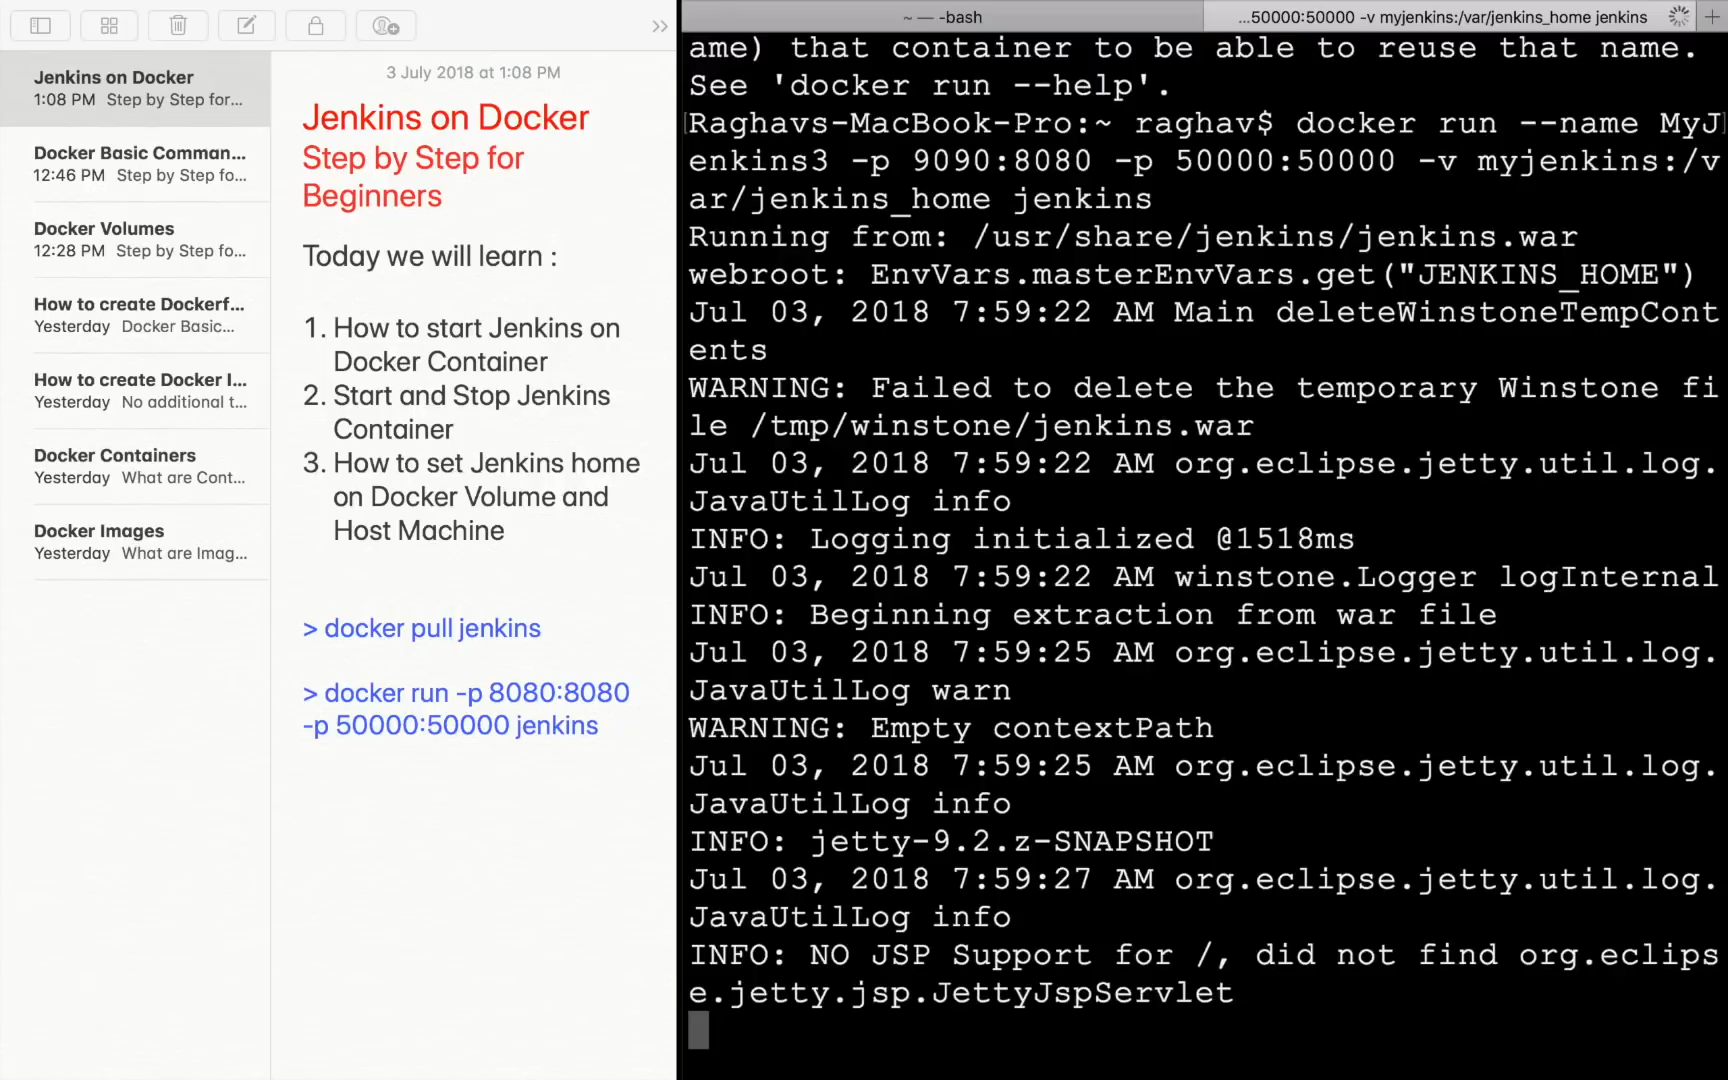 Jenkins on Docker
1:08 PM Step by Step for...
Docker Basic Comman...
12:46 PM Step by Step fo...
Docker Volumes
12:28 PM Step by Step fo...
How to create Dockerf...
Yesterday Docker Basic...
How to create Docker I...
Yesterday No additional t...
Docker Containers
Yesterday What are Cont...
Docker Images
Yesterday What are Imag...
3 July 2018 at 1:08 PM
Jenkins on Docker
Step by Step for
Beginners
Today we will learn :
1. How to start Jenkins on
Docker Container
2. Start and Stop Jenkins
Container
3. How to set Jenkins home
on Docker Volume and
Host Machine
> docker pull jenkins
> docker run -p 8080:8080
-p 50000:50000 jenkins
~ — -bash
...50000:50000 -v myjenkins:/var/jenkins_home jenkins
ame) that container to be able to reuse that name.
See 'docker run --help'.
Raghavs-MacBook-Pro:~ raghav$ docker run --name MyJ
enkins3 -p 9090:8080 -p 50000:50000 -v myjenkins:/v
ar/jenkins_home jenkins
Running from: /usr/share/jenkins/jenkins.war
webroot: EnvVars.masterEnvVars.get("JENKINS_HOME")
Jul 03, 2018 7:59:22 AM Main deleteWinstoneTempCont
ents
WARNING: Failed to delete the temporary Winstone fi
le /tmp/winstone/jenkins.war
Jul 03, 2018 7:59:22 AM org.eclipse.jetty.util.log.
JavaUtilLog info
INFO: Logging initialized @1518ms
Jul 03, 2018 7:59:22 AM winstone.Logger logInternal
INFO: Beginning extraction from war file
Jul 03, 2018 7:59:25 AM org.eclipse.jetty.util.log.
JavaUtilLog warn
WARNING: Empty contextPath
Jul 03, 2018 7:59:25 AM org.eclipse.jetty.util.log.
JavaUtilLog info
INFO: jetty-9.2.z-SNAPSHOT
Jul 03, 2018 7:59:27 AM org.eclipse.jetty.util.log.
JavaUtilLog info
INFO: NO JSP Support for /, did not find org.eclips
e.jetty.jsp.JettyJspServlet